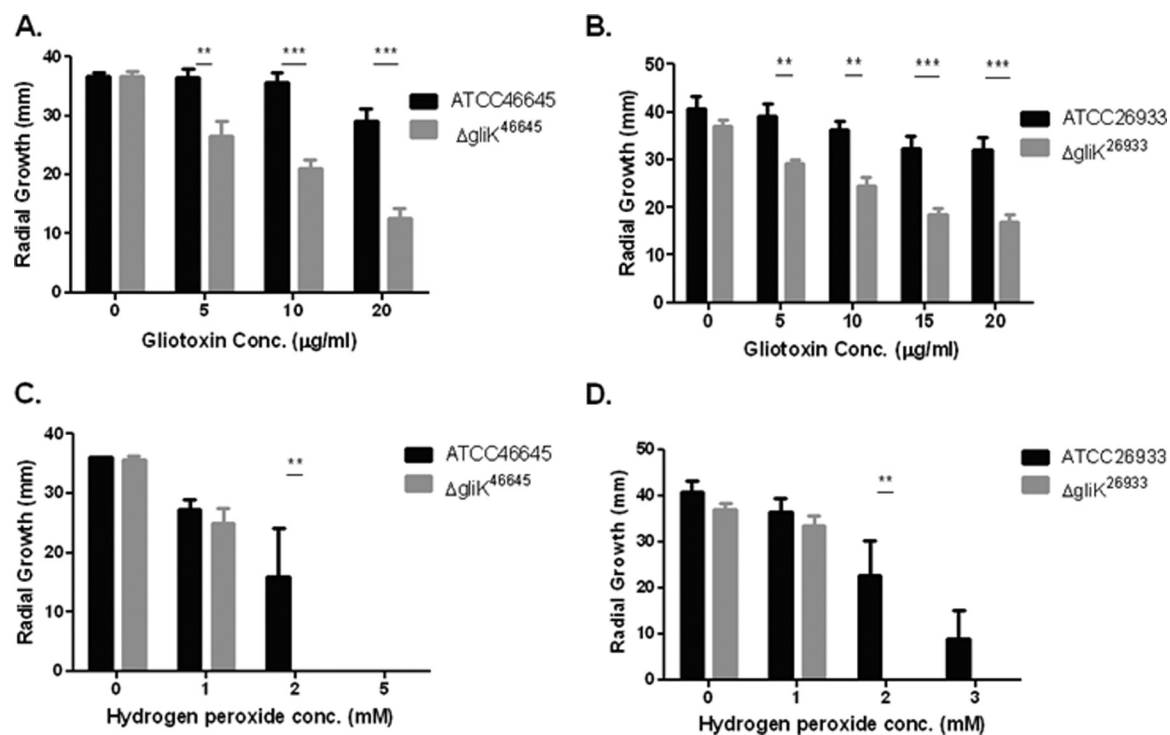 A.
40
30
20
10
0
Radial Growth (mm)
** *** ***
ATCC46645
ΔgliK46645
0 5 10 20
Gliotoxin Conc. (µg/ml)
B.
50
40
30
20
10
0
Radial Growth (mm)
** ** *** ***
ATCC26933
ΔgliK26933
0 5 10 15 20
Gliotoxin Conc. (µg/ml)
C.
40
30
20
10
0
Radial Growth (mm)
**
ATCC46645
ΔgliK46645
0 1 2 5
Hydrogen peroxide conc. (mM)
D.
50
40
30
20
10
0
Radial Growth (mm)
**
ATCC26933
ΔgliK26933
0 1 2 3
Hydrogen peroxide conc. (mM)